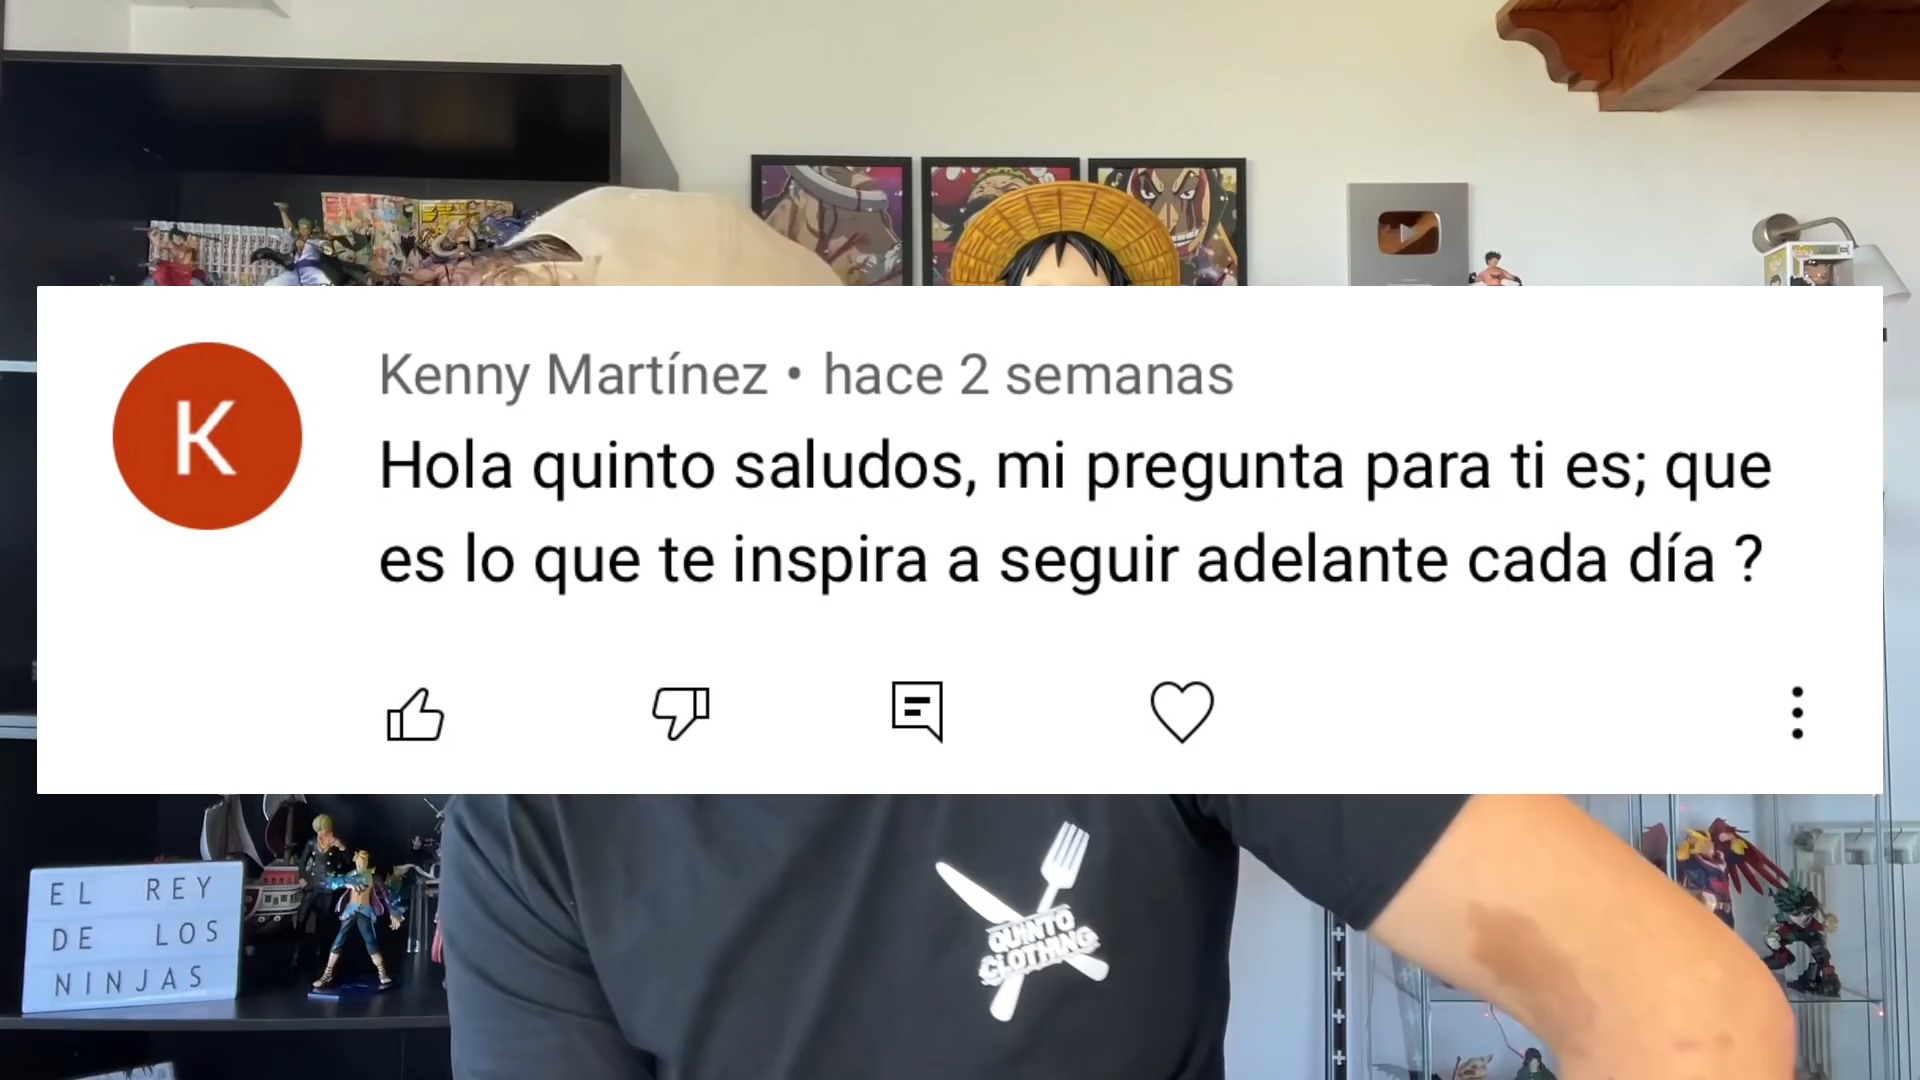 Kenny Martínez • hace 2 semanas
Hola quinto saludos, mi pregunta para ti es; que
es lo que te inspira a seguir adelante cada día ?
EL REY
DE LOS
NINJAS
QUINTO
CLOTHING